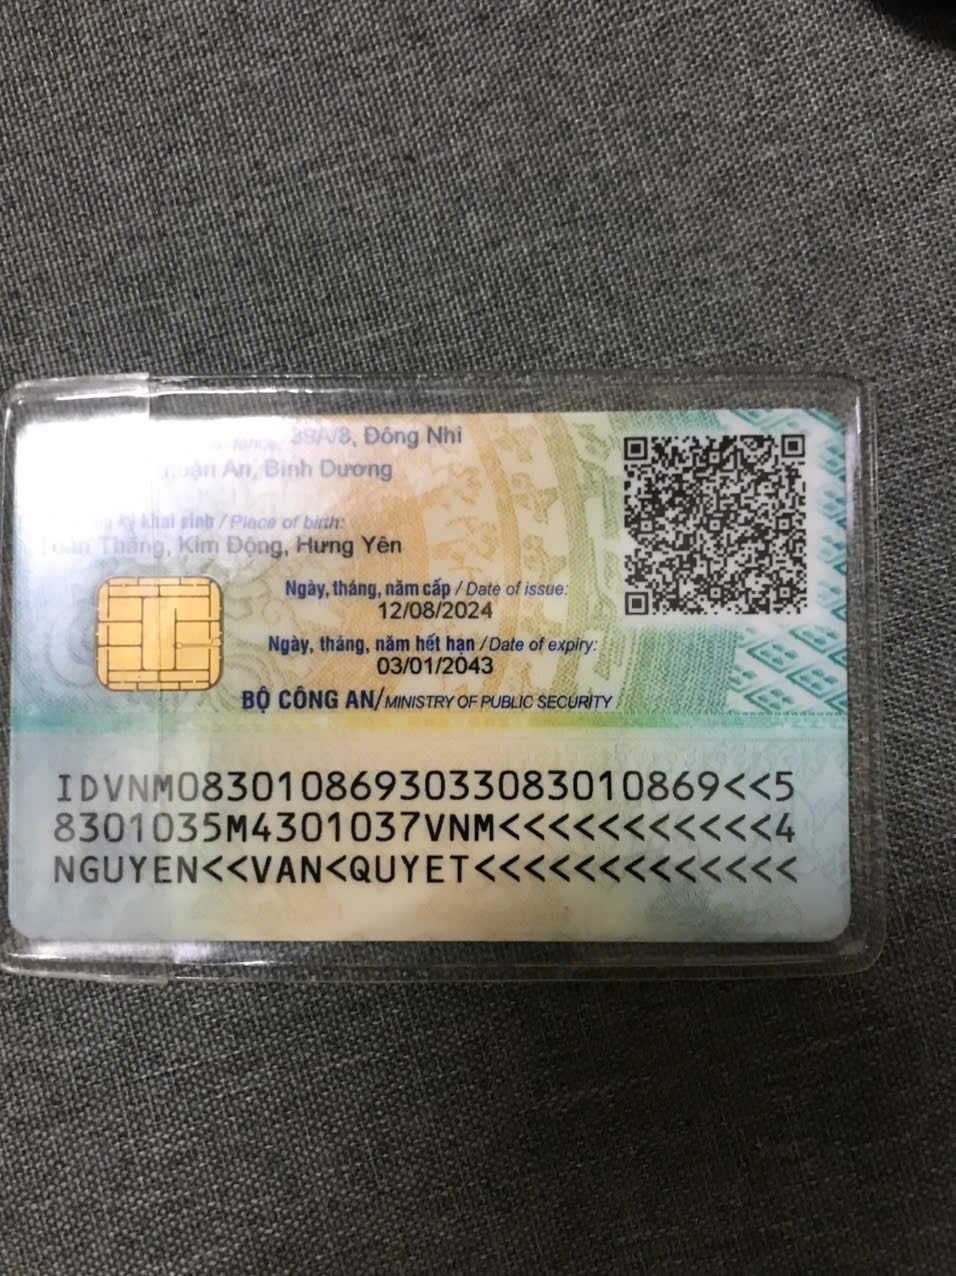 39A/8, Đông Nhì
An, Bình Dương
ký khai sinh / Place of birth:
Thắng, Kim Động, Hưng Yên
Ngày, tháng, năm cấp / Date of issue:
12/08/2024
Ngày, tháng, năm hết hạn / Date of expiry:
03/01/2043
BỘ CÔNG AN/MINISTRY OF PUBLIC SECURITY
IDVNM0830108693033083010869<<5
8301035M4301037VNM<<<<<<<<<<<4
NGUYEN<<VAN<QUYET<<<<<<<<<<<<<